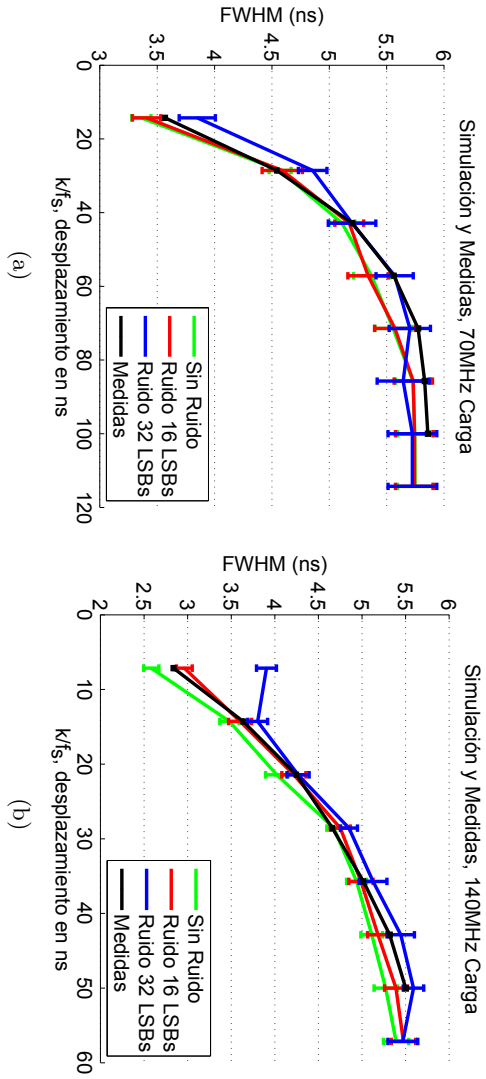 Simulación y Medidas, 70MHz Carga
FWHM (ns)
6
5.5
5
4.5
4
3.5
3
0
20
40
60
80
100
120
k/fs, desplazamiento en ns
Sin Ruido
Ruido 16 LSBs
Ruido 32 LSBs
Medidas
(a)
Simulación y Medidas, 140MHz Carga
FWHM (ns)
6
5.5
5
4.5
4
3.5
3
2.5
2
0
10
20
30
40
50
60
k/fs, desplazamiento en ns
Sin Ruido
Ruido 16 LSBs
Ruido 32 LSBs
Medidas
(b)